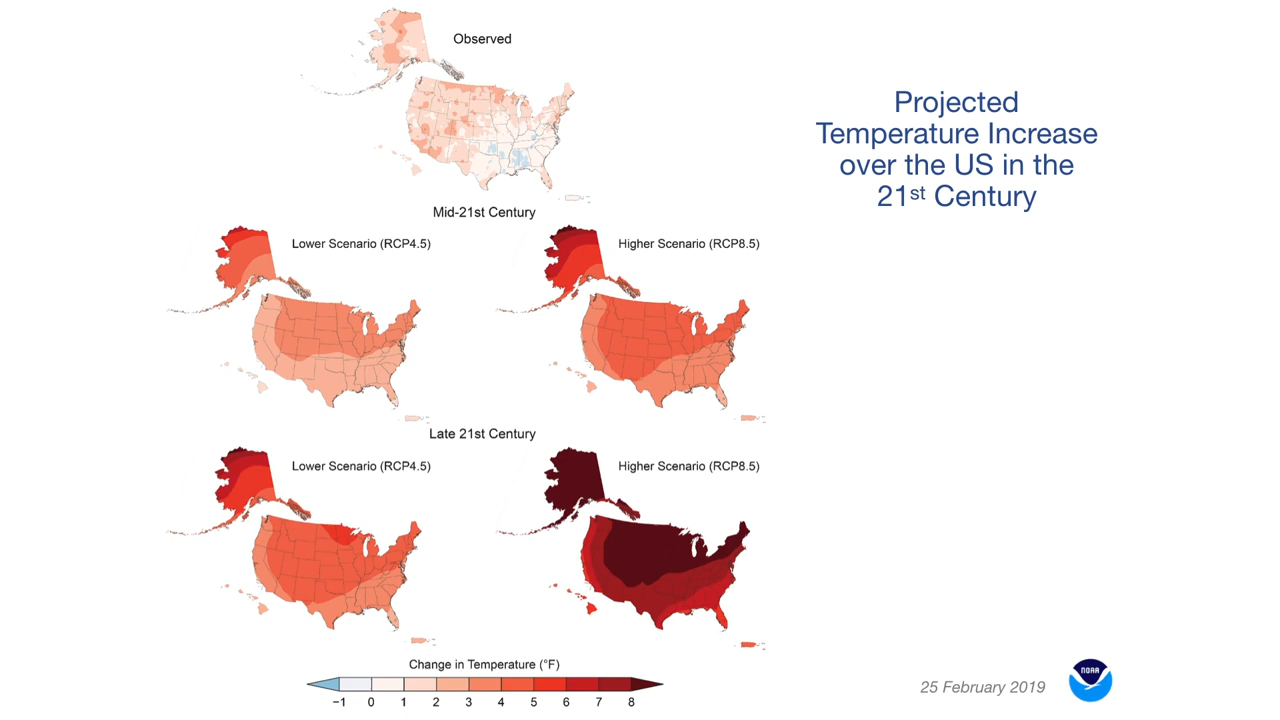 Observed
Projected
Temperature Increase
over the US in the
21st Century
Mid-21st Century
Lower Scenario (RCP4.5)
Higher Scenario (RCP8.5)
Late 21st Century
Lower Scenario (RCP4.5)
Higher Scenario (RCP8.5)
Change in Temperature (°F)
−1 0 1 2 3 4 5 6 7 8
25 February 2019
NOAA